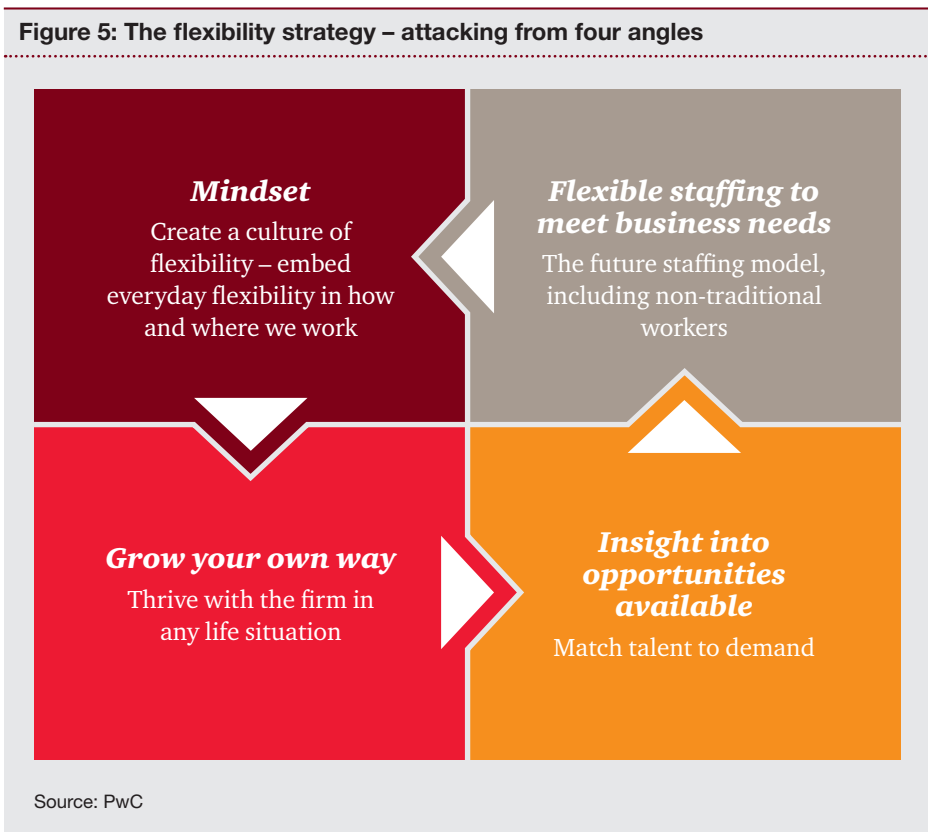 Figure 5: The flexibility strategy – attacking from four angles
Mindset
Create a culture of
flexibility – embed
everyday flexibility in how
and where we work
Flexible staffing to
meet business needs
The future staffing model,
including non-traditional
workers
Grow your own way
Thrive with the firm in
any life situation
Insight into
opportunities
available
Match talent to demand
Source: PwC